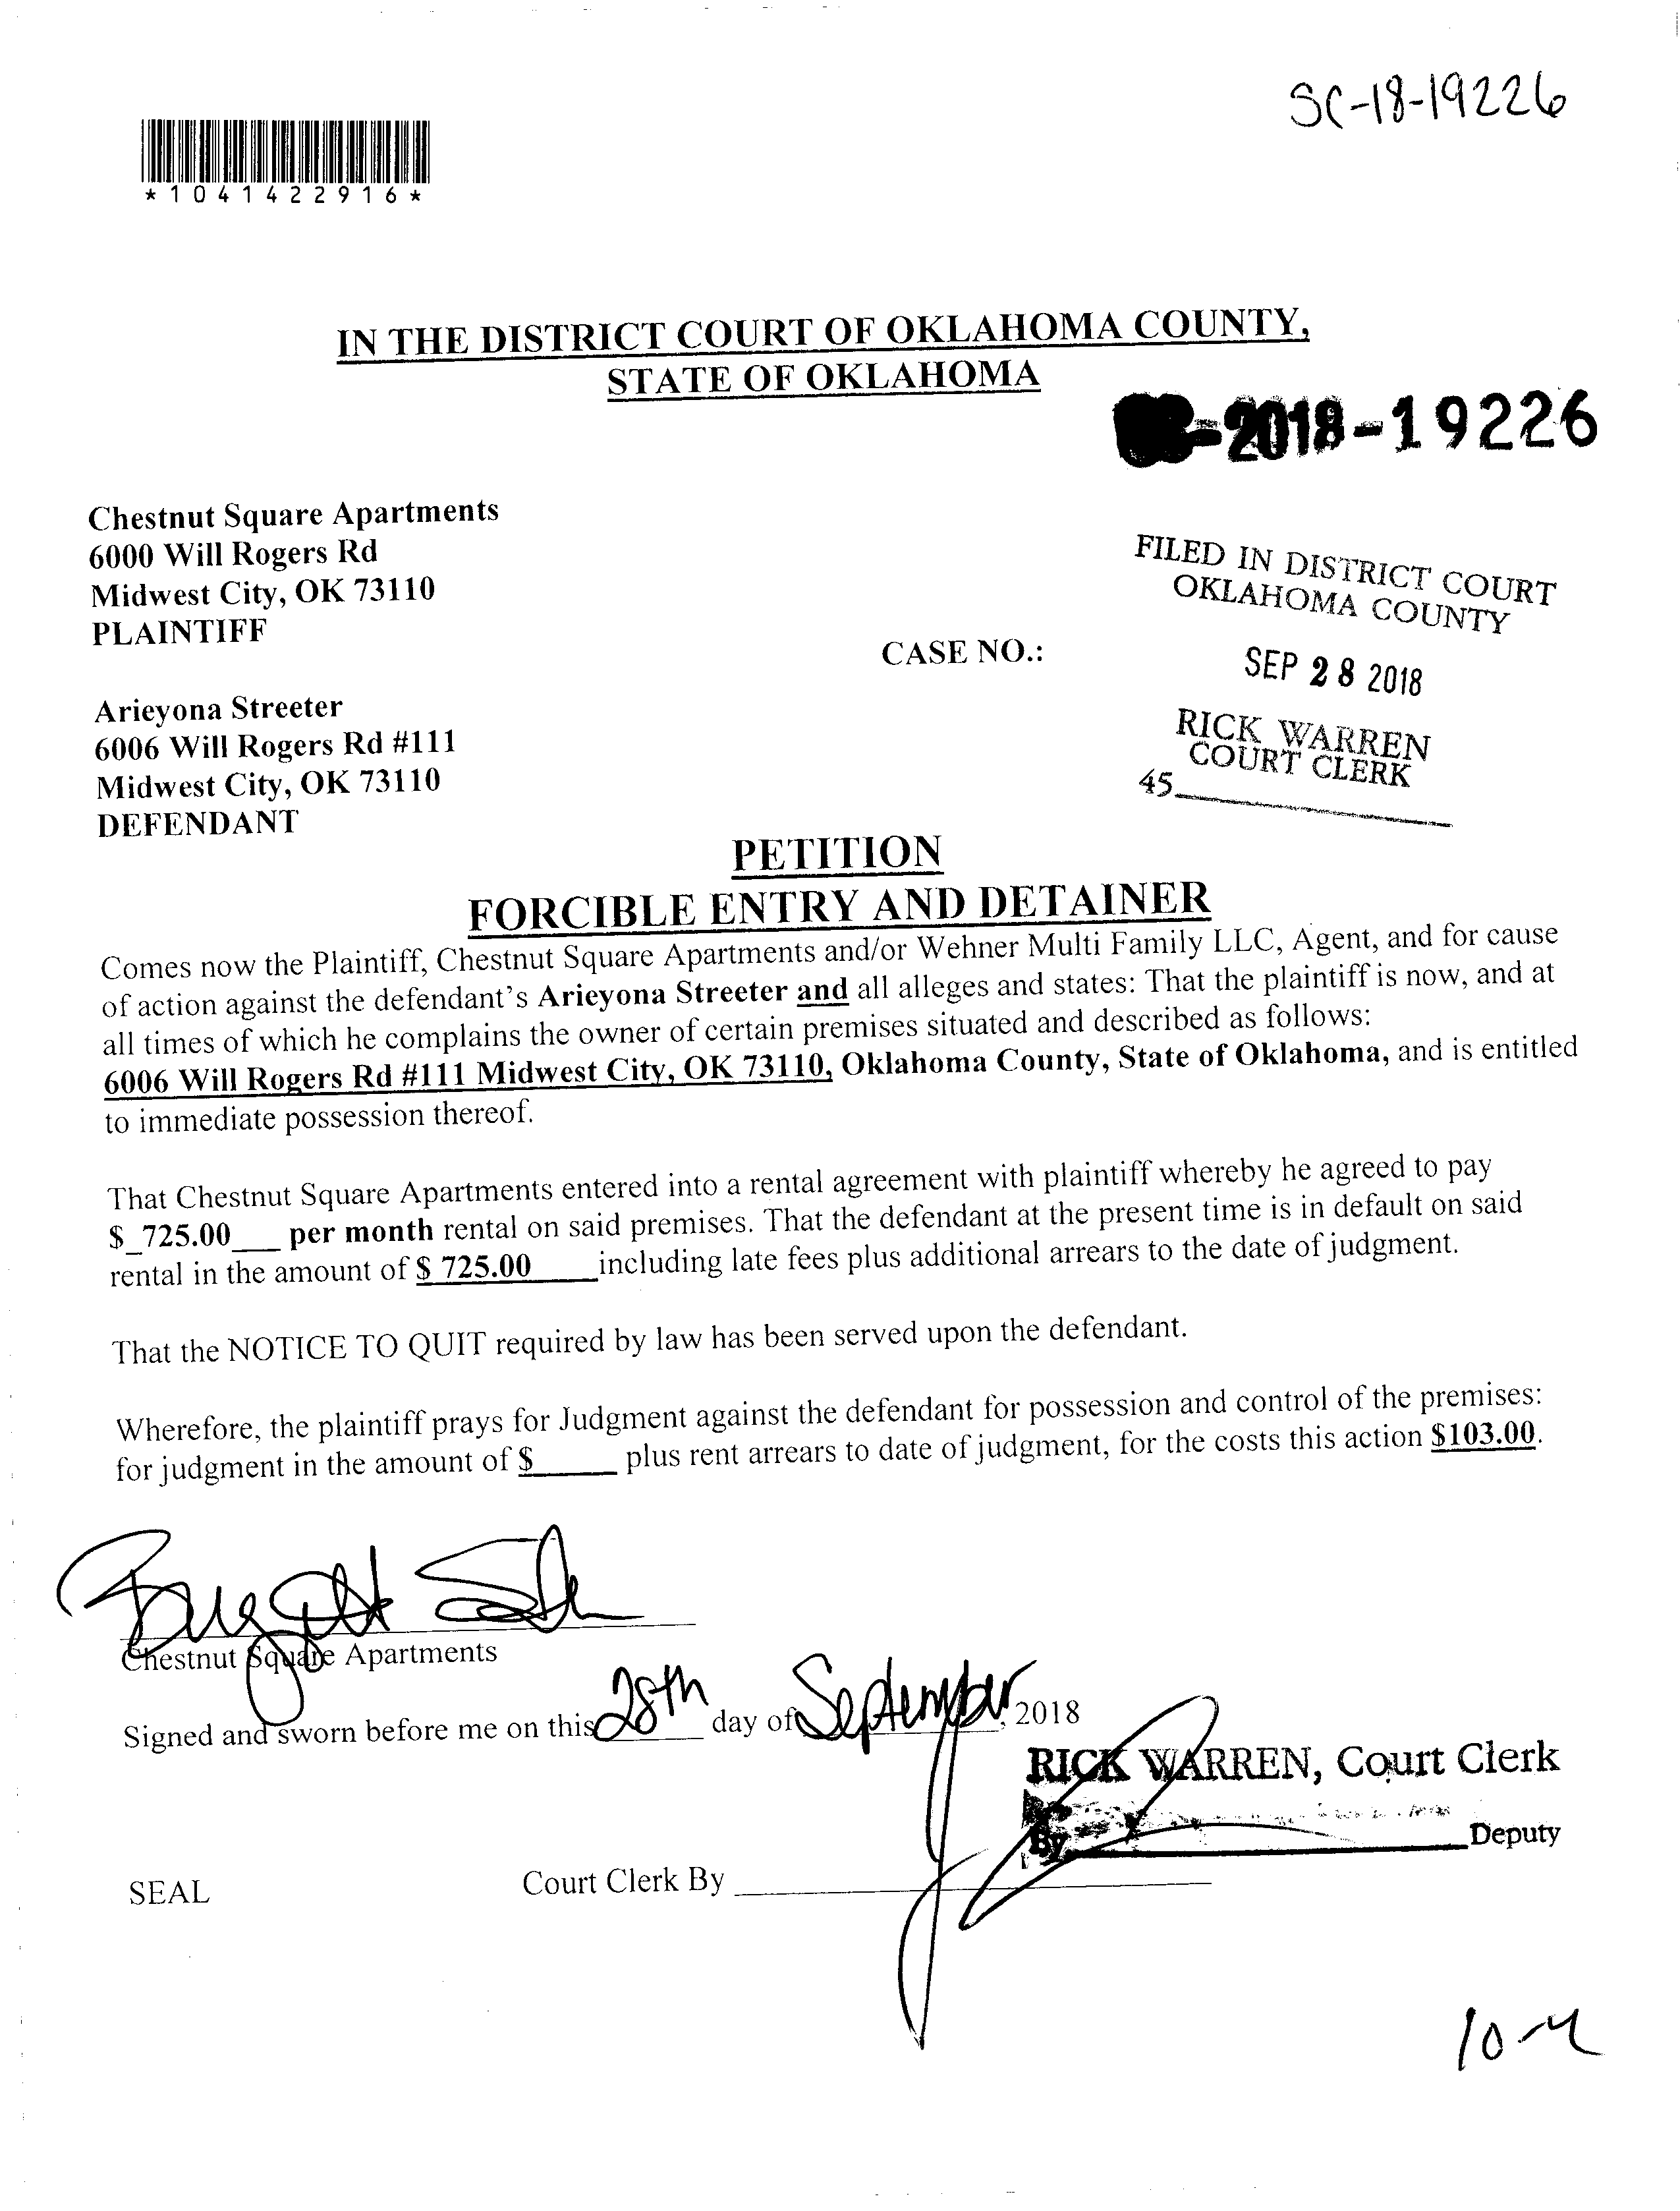 SC-18-19226
*1041422916*
IN THE DISTRICT COURT OF OKLAHOMA COUNTY,
STATE OF OKLAHOMA
-2018-19226
Chestnut Square Apartments
6000 Will Rogers Rd
Midwest City, OK 73110
PLAINTIFF
FILED IN DISTRICT COURT
OKLAHOMA COUNTY
CASE NO.:
SEP 28 2018
RICK WARREN
COURT CLERK
45
Arieyona Streeter
6006 Will Rogers Rd #111
Midwest City, OK 73110
DEFENDANT
PETITION
FORCIBLE ENTRY AND DETAINER
Comes now the Plaintiff, Chestnut Square Apartments and/or Wehner Multi Family LLC, Agent, and for cause
of action against the defendant's Arieyona Streeter and all alleges and states: That the plaintiff is now, and at
all times of which he complains the owner of certain premises situated and described as follows:
6006 Will Rogers Rd #111 Midwest City, OK 73110, Oklahoma County, State of Oklahoma, and is entitled
to immediate possession thereof.
That Chestnut Square Apartments entered into a rental agreement with plaintiff whereby he agreed to pay
$_725.00___ per month rental on said premises. That the defendant at the present time is in default on said
rental in the amount of $ 725.00 ____including late fees plus additional arrears to the date of judgment.
That the NOTICE TO QUIT required by law has been served upon the defendant.
Wherefore, the plaintiff prays for Judgment against the defendant for possession and control of the premises:
for judgment in the amount of $_____ plus rent arrears to date of judgment, for the costs this action $103.00.
Chestnut Square Apartments
Signed and sworn before me on this 28th day of September, 2018
RICK WARREN, Court Clerk
By Deputy
SEAL Court Clerk By